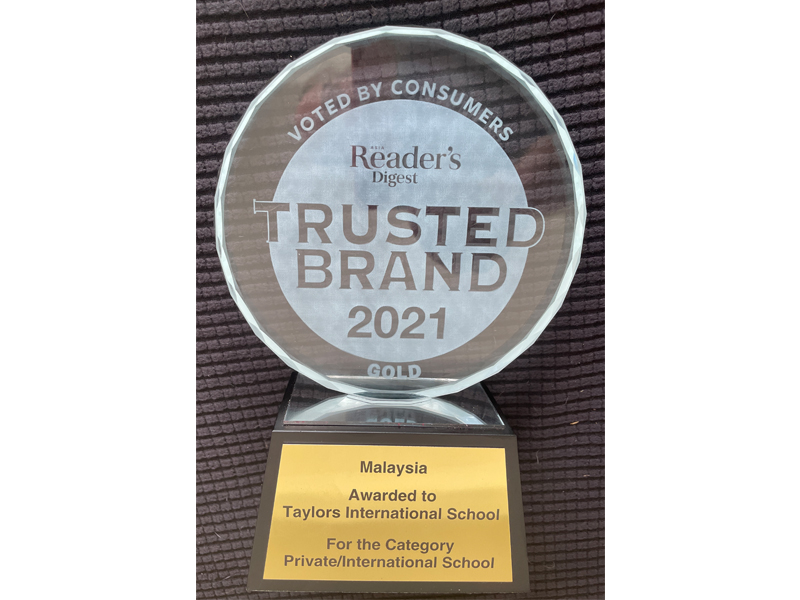 VOTED BY CONSUMERS
ASIA
Reader's
Digest
TRUSTED
BRAND
2021
GOLD
Malaysia
Awarded to
Taylors International School
For the Category
Private/International School